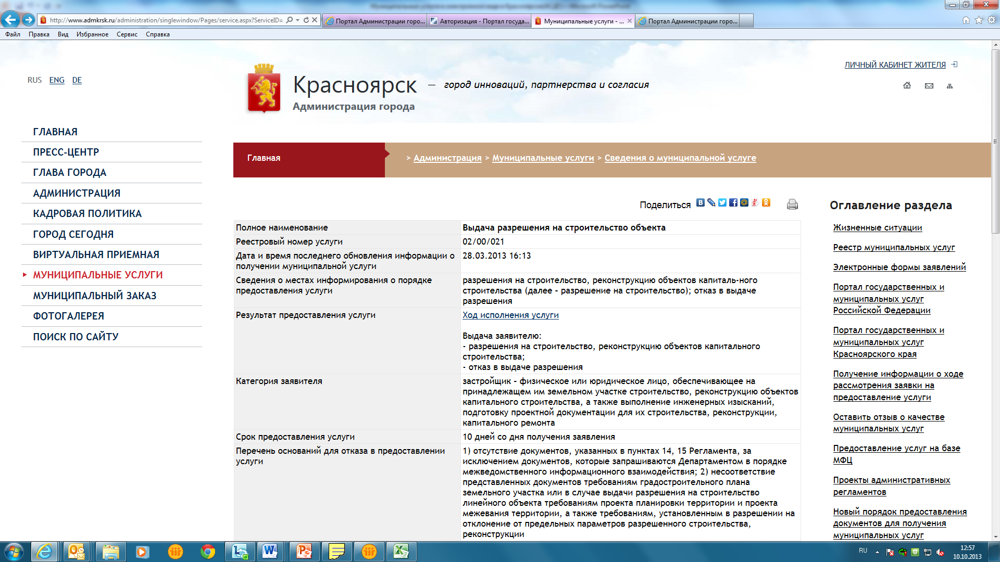 http://www.admkrsk.ru/administration/singlewindow/Pages/service.aspx?ServiceID=
Портал Администрации горо...
Авторизация - Портал госуда...
Муниципальные услуги - ...
Портал Администрации горо...
Файл Правка Вид Избранное Сервис Справка
RUS ENG DE
Красноярск — город инноваций, партнерства и согласия
Администрация города
ЛИЧНЫЙ КАБИНЕТ ЖИТЕЛЯ
ГЛАВНАЯ
ПРЕСС-ЦЕНТР
ГЛАВА ГОРОДА
АДМИНИСТРАЦИЯ
КАДРОВАЯ ПОЛИТИКА
ГОРОД СЕГОДНЯ
ВИРТУАЛЬНАЯ ПРИЕМНАЯ
МУНИЦИПАЛЬНЫЕ УСЛУГИ
МУНИЦИПАЛЬНЫЙ ЗАКАЗ
ФОТОГАЛЕРЕЯ
ПОИСК ПО САЙТУ
Главная > Администрация > Муниципальные услуги > Сведения о муниципальной услуге
Поделиться
Полное наименование
Выдача разрешения на строительство объекта
Реестровый номер услуги
02/00/021
Дата и время последнего обновления информации о
получении муниципальной услуги
28.03.2013 16:13
Сведения о местах информирования о порядке
предоставления услуги
разрешения на строительство, реконструкцию объектов капиталь-ного
строительства (далее – разрешение на строительство); отказ в выдаче
разрешения
Результат предоставления услуги
Ход исполнения услуги
Выдача заявителю:
- разрешения на строительство, реконструкцию объектов капитального
строительства;
- отказ в выдаче разрешения
Категория заявителя
застройщик – физическое или юридическое лицо, обеспечивающее на
принадлежащем им земельном участке строительство, реконструкцию объектов
капитального строительства, а также выполнение инженерных изысканий,
подготовку проектной документации для их строительства, реконструкции,
капитального ремонта
Срок предоставления услуги
10 дней со дня получения заявления
Перечень оснований для отказа в предоставлении
услуги
1) отсутствие документов, указанных в пунктах 14, 15 Регламента, за
исключением документов, которые запрашиваются Департаментом в порядке
межведомственного информационного взаимодействия; 2) несоответствие
представленных документов требованиям градостроительного плана
земельного участка или в случае выдачи разрешения на строительство
линейного объекта требованиям проекта планировки территории и проекта
межевания территории, а также требованиям, установленным в разрешении на
отклонение от предельных параметров разрешенного строительства,
реконструкции
Оглавление раздела
Жизненные ситуации
Реестр муниципальных услуг
Электронные формы заявлений
Портал государственных и
муниципальных услуг
Российской Федерации
Портал государственных и
муниципальных услуг
Красноярского края
Получение информации о ходе
рассмотрения заявки на
предоставление услуги
Оставить отзыв о качестве
муниципальных услуг
Предоставление услуг на базе
МФЦ
Проекты административных
регламентов
Новый порядок предоставления
документов для получения
муниципальных услуг
RU
12:57
10.10.2013